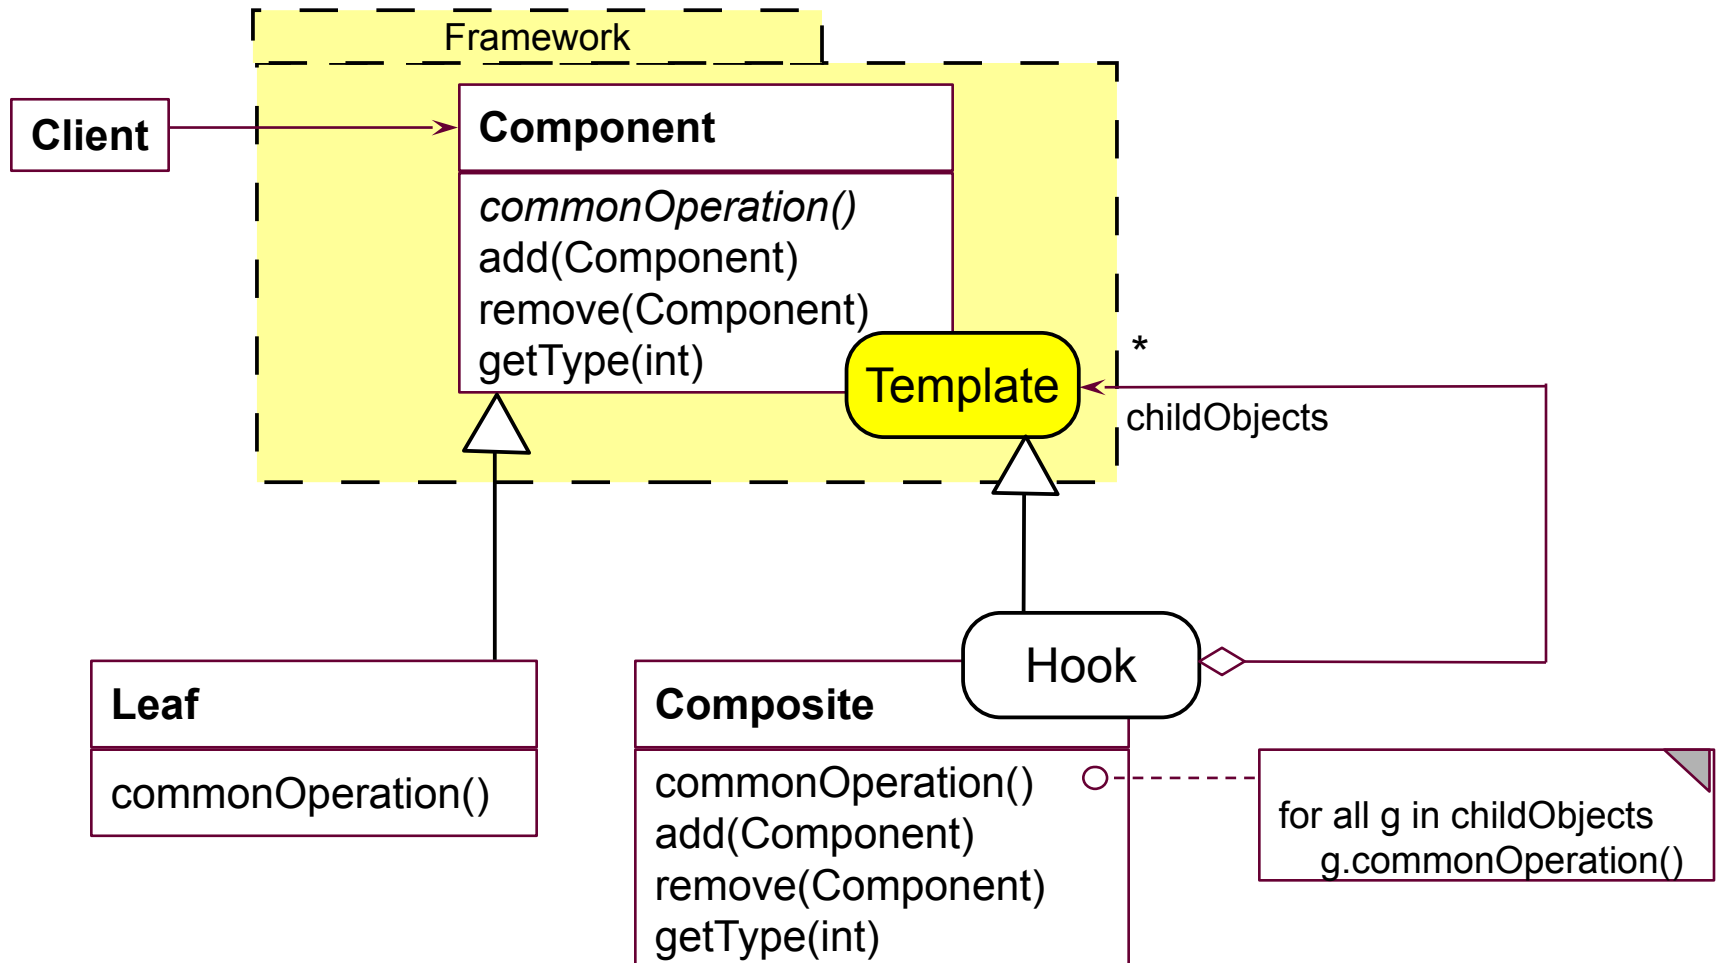 Framework
Client
Component
commonOperation()
add(Component)
remove(Component)
getType(int)
Template
*
childObjects
Hook
Leaf
commonOperation()
Composite
commonOperation()
add(Component)
remove(Component)
getType(int)
for all g in childObjects
g.commonOperation()